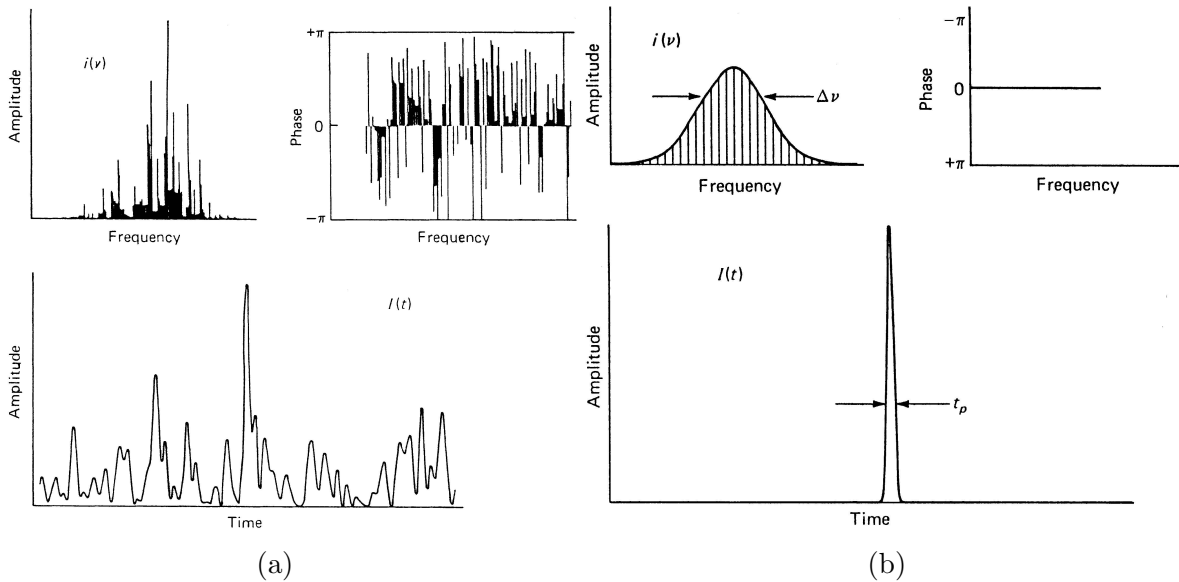 Amplitude
i(ν)
Frequency
Phase
+π
0
−π
Frequency
Amplitude
I(t)
Time
(a)
Amplitude
i(ν)
Δν
Frequency
Phase
−π
0
+π
Frequency
Amplitude
I(t)
t_p
Time
(b)